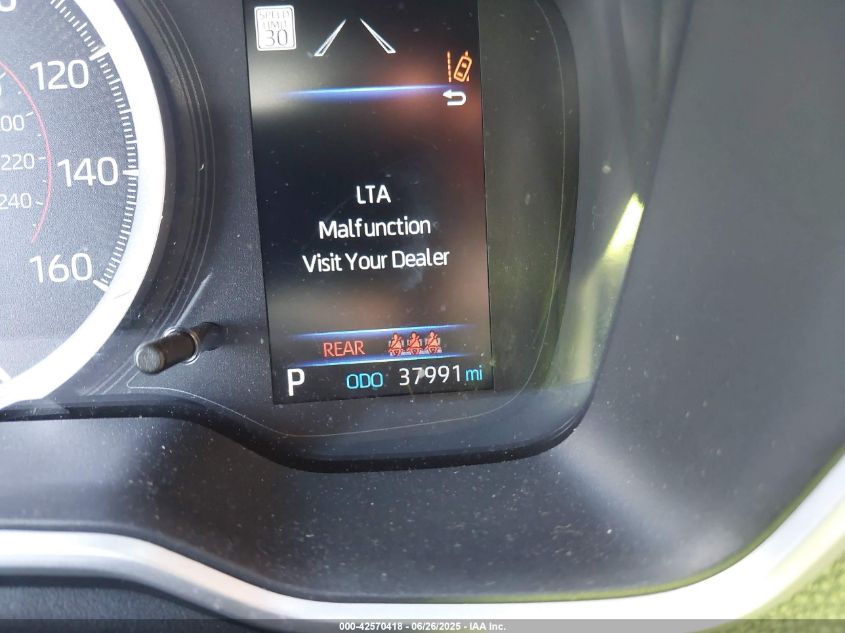 SPEED
LIMIT
30
120
200
220
140
240
160
LTA
Malfunction
Visit Your Dealer
REAR
P ODO 37991 mi
000-42570418 - 06/26/2025 - IAA Inc.